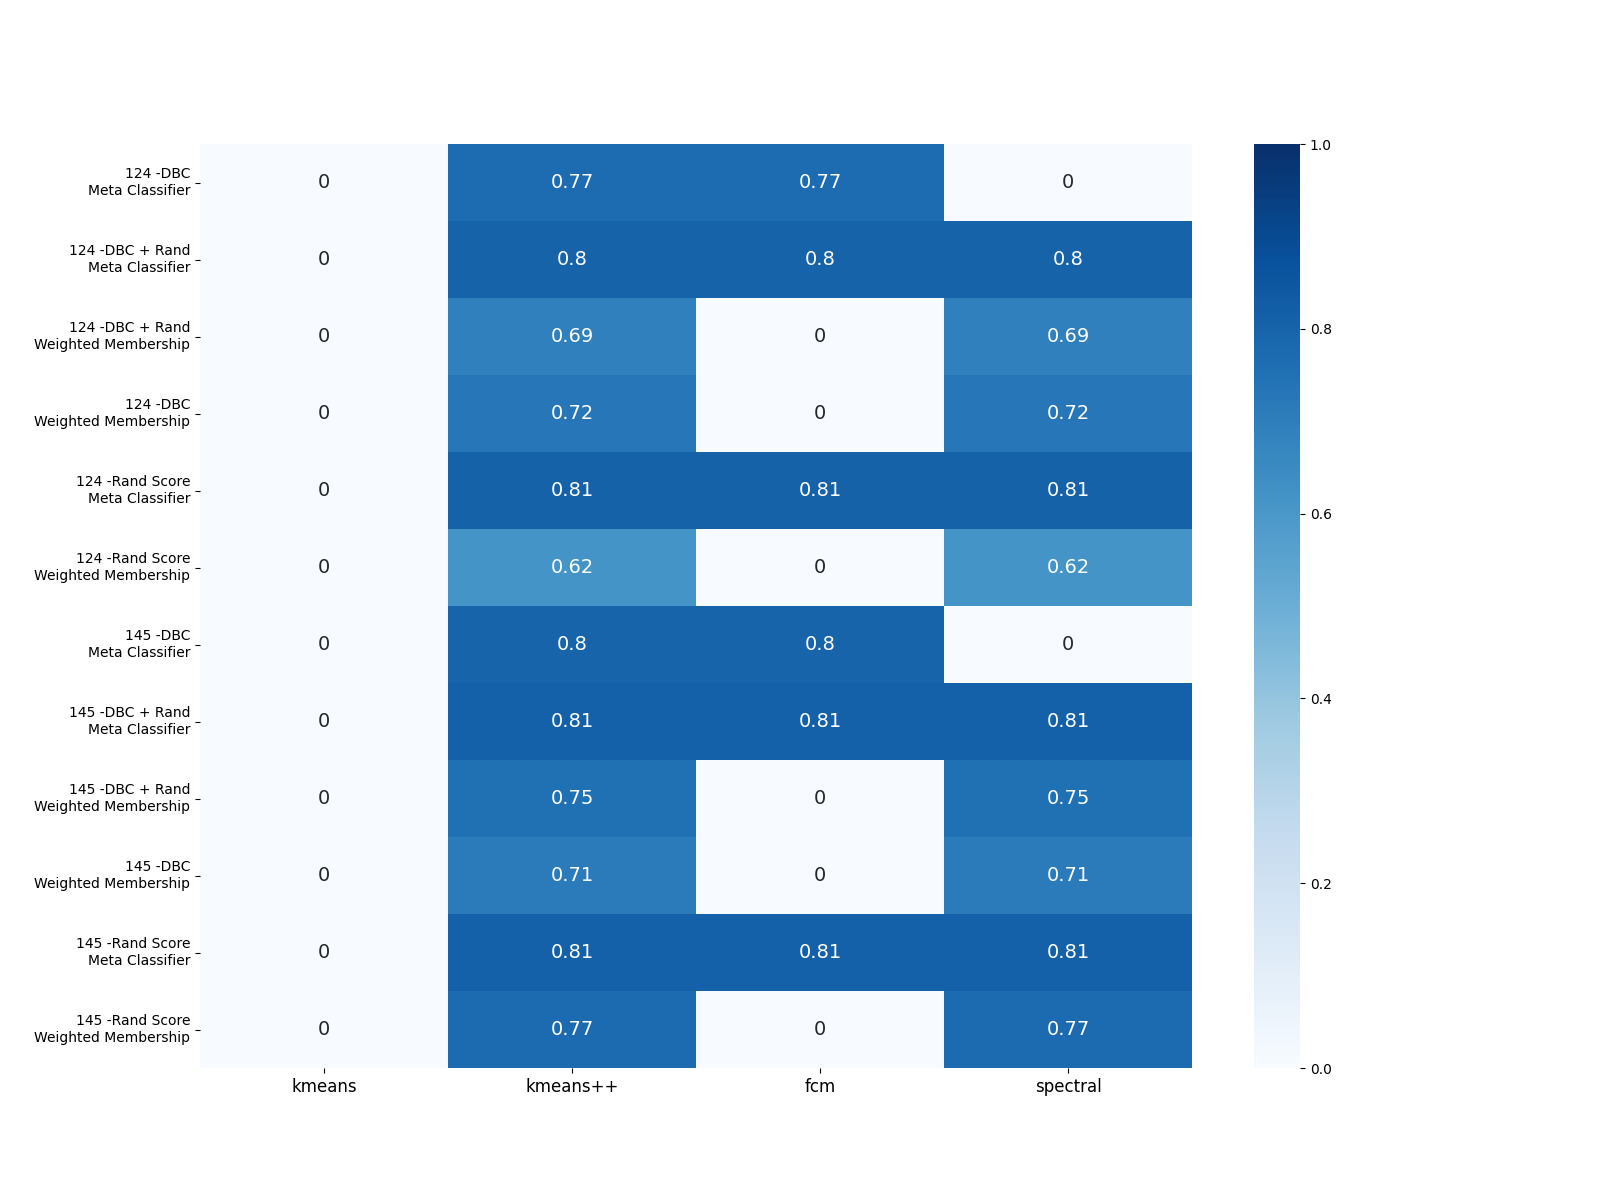 124 -DBC
Meta Classifier
0 0.77 0.77 0
124 -DBC + Rand
Meta Classifier
0 0.8 0.8 0.8
124 -DBC + Rand
Weighted Membership
0 0.69 0 0.69
124 -DBC
Weighted Membership
0 0.72 0 0.72
124 -Rand Score
Meta Classifier
0 0.81 0.81 0.81
124 -Rand Score
Weighted Membership
0 0.62 0 0.62
145 -DBC
Meta Classifier
0 0.8 0.8 0
145 -DBC + Rand
Meta Classifier
0 0.81 0.81 0.81
145 -DBC + Rand
Weighted Membership
0 0.75 0 0.75
145 -DBC
Weighted Membership
0 0.71 0 0.71
145 -Rand Score
Meta Classifier
0 0.81 0.81 0.81
145 -Rand Score
Weighted Membership
0 0.77 0 0.77
kmeans kmeans++ fcm spectral
1.0
0.8
0.6
0.4
0.2
0.0